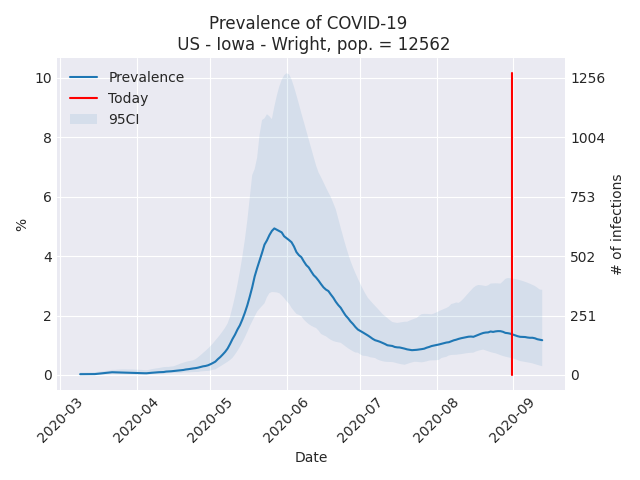 Prevalence of COVID-19
US - Iowa - Wright, pop. = 12562
Prevalence
Today
95CI
10
8
6
4
2
0
%
1256
1004
753
502
251
0
# of infections
2020-03
2020-04
2020-05
2020-06
2020-07
2020-08
2020-09
Date